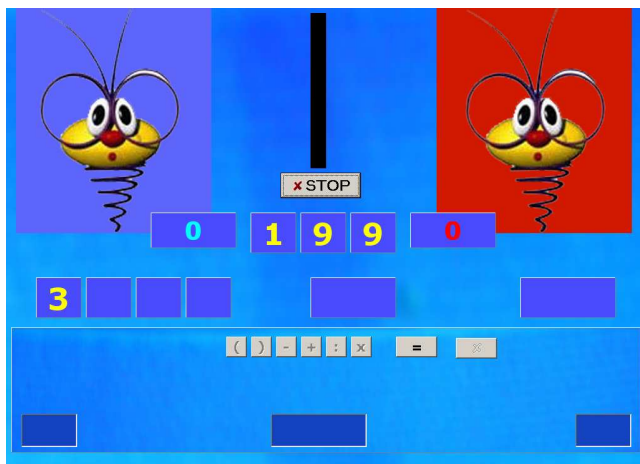 ✘ STOP
0 1 9 9 0
3
( ) - + : x = x